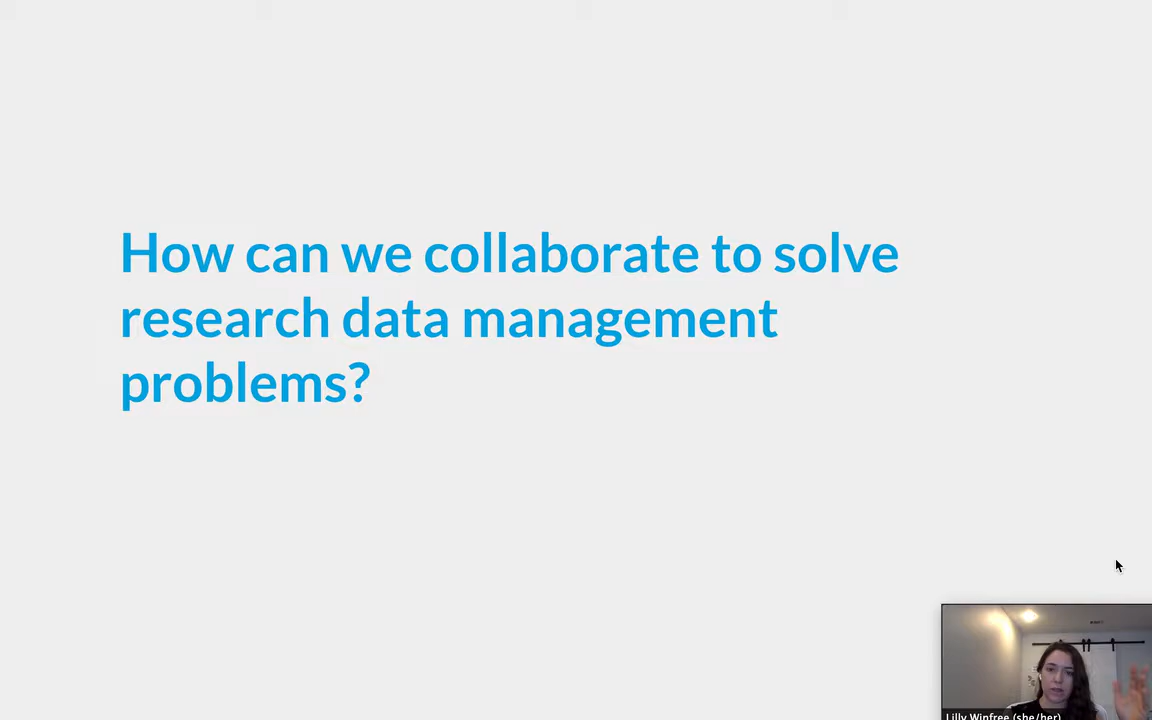 How can we collaborate to solve
research data management
problems?
Lilly Winfree (she/her)